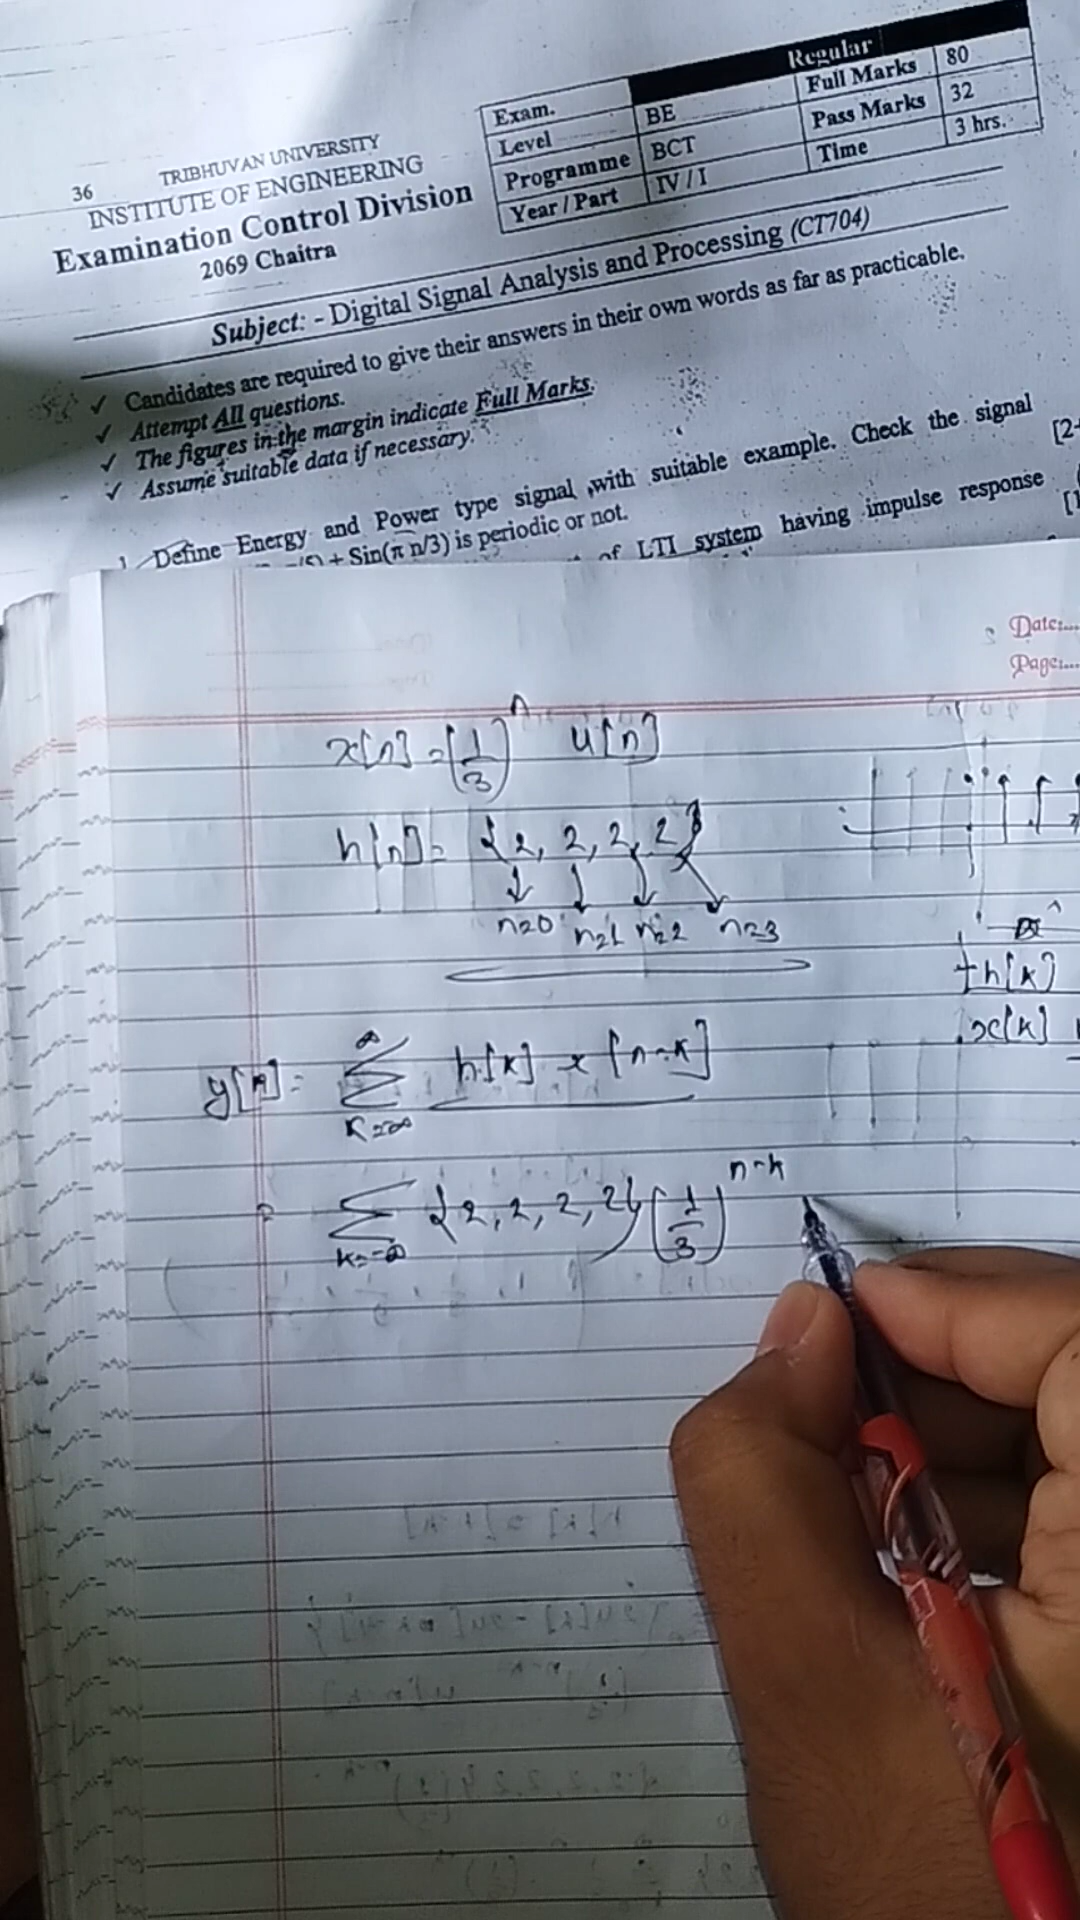 36
TRIBHUVAN UNIVERSITY
INSTITUTE OF ENGINEERING
Examination Control Division
2069 Chaitra
Exam. Regular
Level BE Full Marks 80
Programme BCT Pass Marks 32
Year / Part IV / I Time 3 hrs.
Subject: - Digital Signal Analysis and Processing (CT704)
✓ Candidates are required to give their answers in their own words as far as practicable.
✓ Attempt All questions.
✓ The figures in the margin indicate Full Marks.
✓ Assume suitable data if necessary.
1 Define Energy and Power type signal with suitable example. Check the signal
+ Sin(π n/3) is periodic or not.
of LTI system having impulse response
Date:....
Page:....
x[n] = (1/3)^n u[n]
h[n] = {2, 2, 2, 2}
n=0 n=1 n=2 n=3
th[k]
x[k]
y[n] = ∑ h[k] x [n-k]
∞
= ∑ {2, 2, 2, 2} (1/3)^n-k
k=-∞